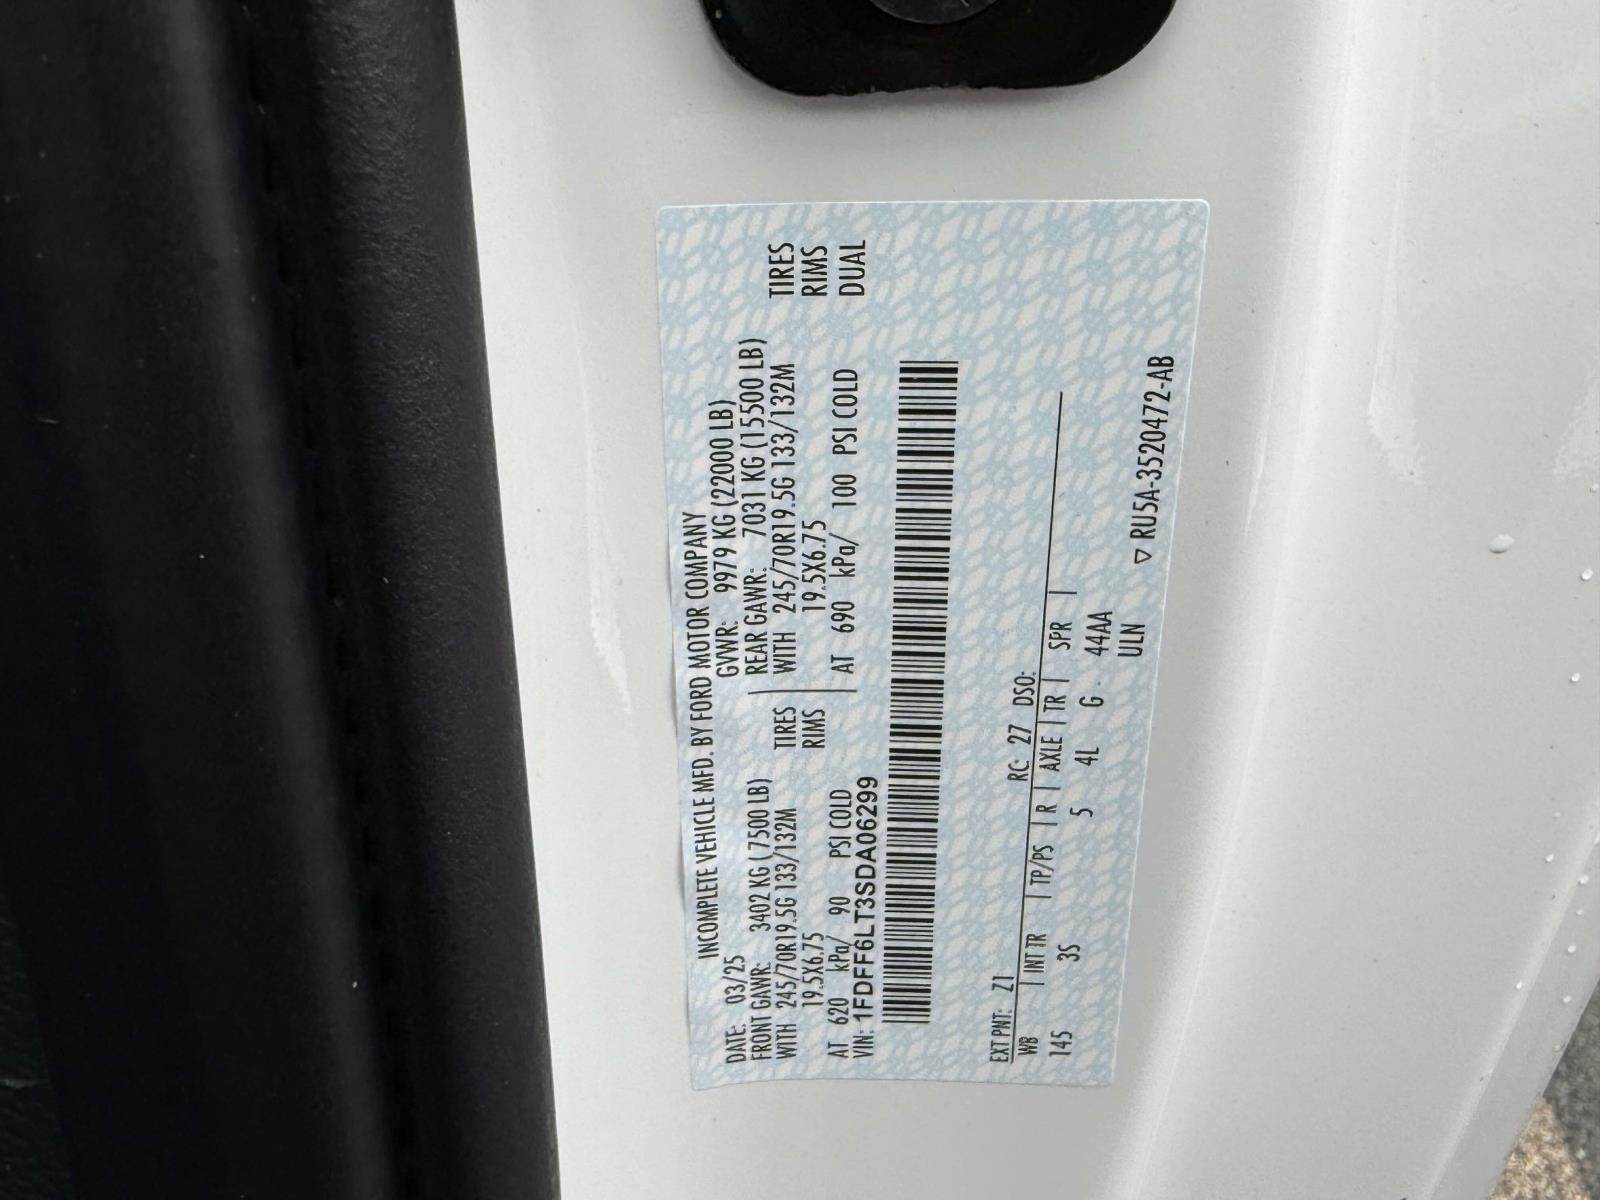 INCOMPLETE VEHICLE MFD. BY FORD MOTOR COMPANY
DATE: 03/25 GVWR: 9979 KG (22000 LB)
FRONT GAWR: 3402 KG (7500 LB) REAR GAWR: 7031 KG (15500 LB)
WITH 245/70R19.5G 133/132M TIRES WITH 245/70R19.5G 133/132M TIRES
19.5X6.75 RIMS 19.5X6.75 RIMS
AT 620 kPa/ 90 PSI COLD AT 690 kPa/ 100 PSI COLD DUAL
VIN: 1FDFF6LT3SDA06299
EXT PNT: Z1 RC: 27 DSO:
WB | INT TR | TP/PS | R | AXLE | TR | SPR |
145 3S 5 4L G 44AA
ULN
▽ RU5A-3520472-AB